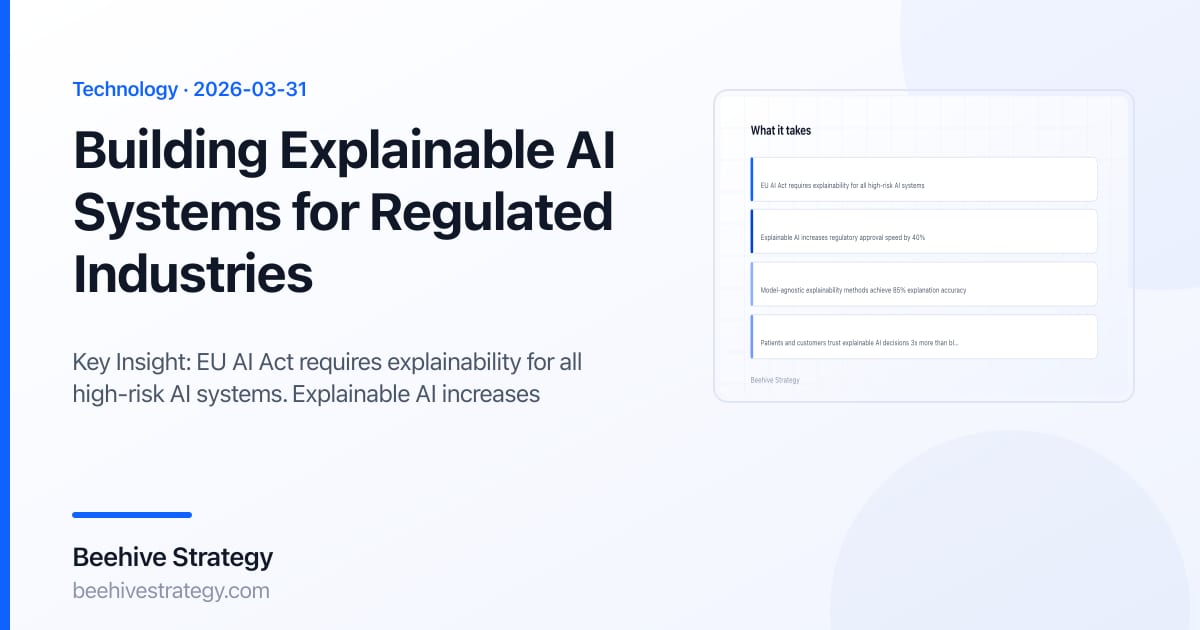 Technology · 2026-03-31
Building Explainable AI
Systems for Regulated
Industries
Key Insight: EU AI Act requires explainability for all
high-risk AI systems. Explainable AI increases
Beehive Strategy
beehivestrategy.com
What it takes
EU AI Act requires explainability for all high-risk AI systems
Explainable AI increases regulatory approval speed by 40%
Model-agnostic explainability methods achieve 85% explanation accuracy
Patients and customers trust explainable AI decisions 3x more than bl...
Beehive Strategy